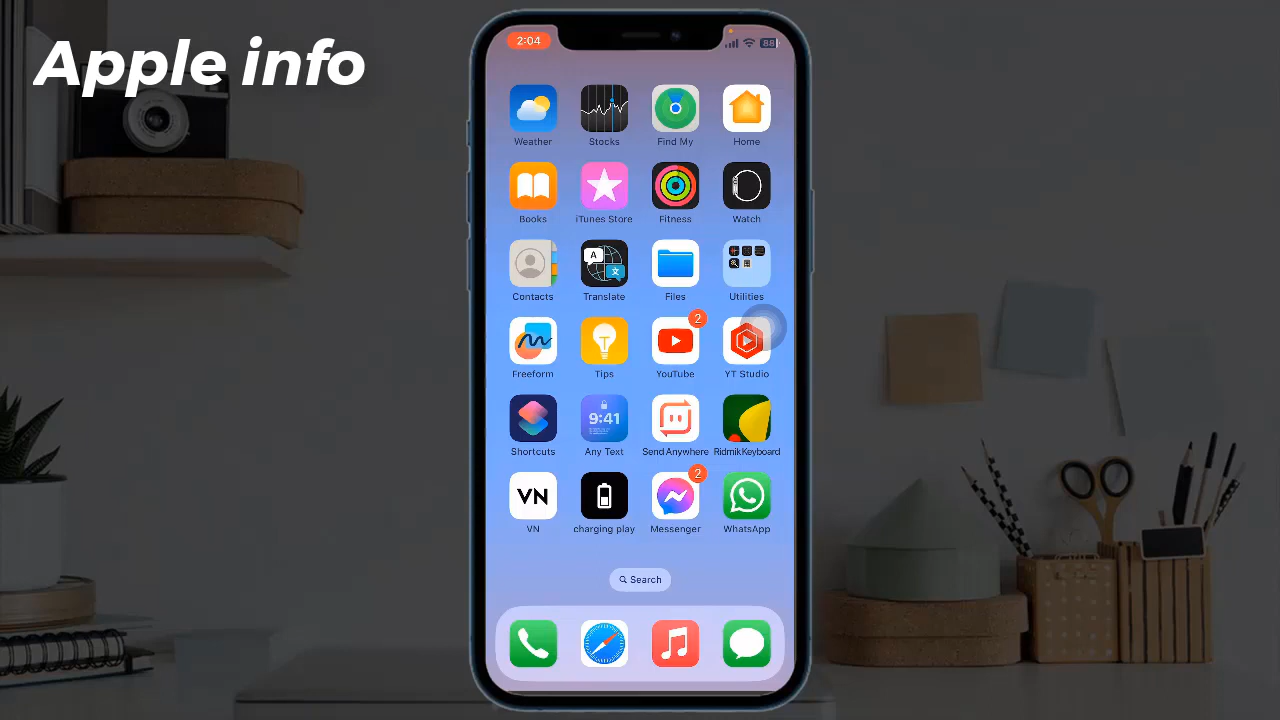 Apple info
2:04
88
Weather
Stocks
Find My
Home
Books
iTunes Store
Fitness
Watch
A
文
Contacts
Translate
Files
Utilities
2
T
Freeform
Tips
YouTube
YT Studio
9:41
Shortcuts
Any Text
Send Anywhere
RidmikKeyboard
2
VN
VN
charging play
Messenger
WhatsApp
Search